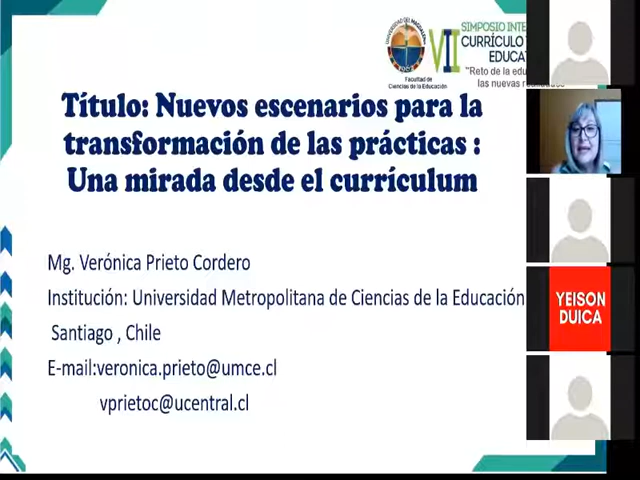 SIMPOSIO INTE
VII CURRÍCULO
EDUCAT
"Reto de la edu
las nuevas
Facultad de
Ciencias de la Educación
Título: Nuevos escenarios para la
transformación de las prácticas :
Una mirada desde el currículum
Mg. Verónica Prieto Cordero
Institución: Universidad Metropolitana de Ciencias de la Educación
Santiago , Chile
E-mail:veronica.prieto@umce.cl
vprietoc@ucentral.cl
YEISON
DUICA